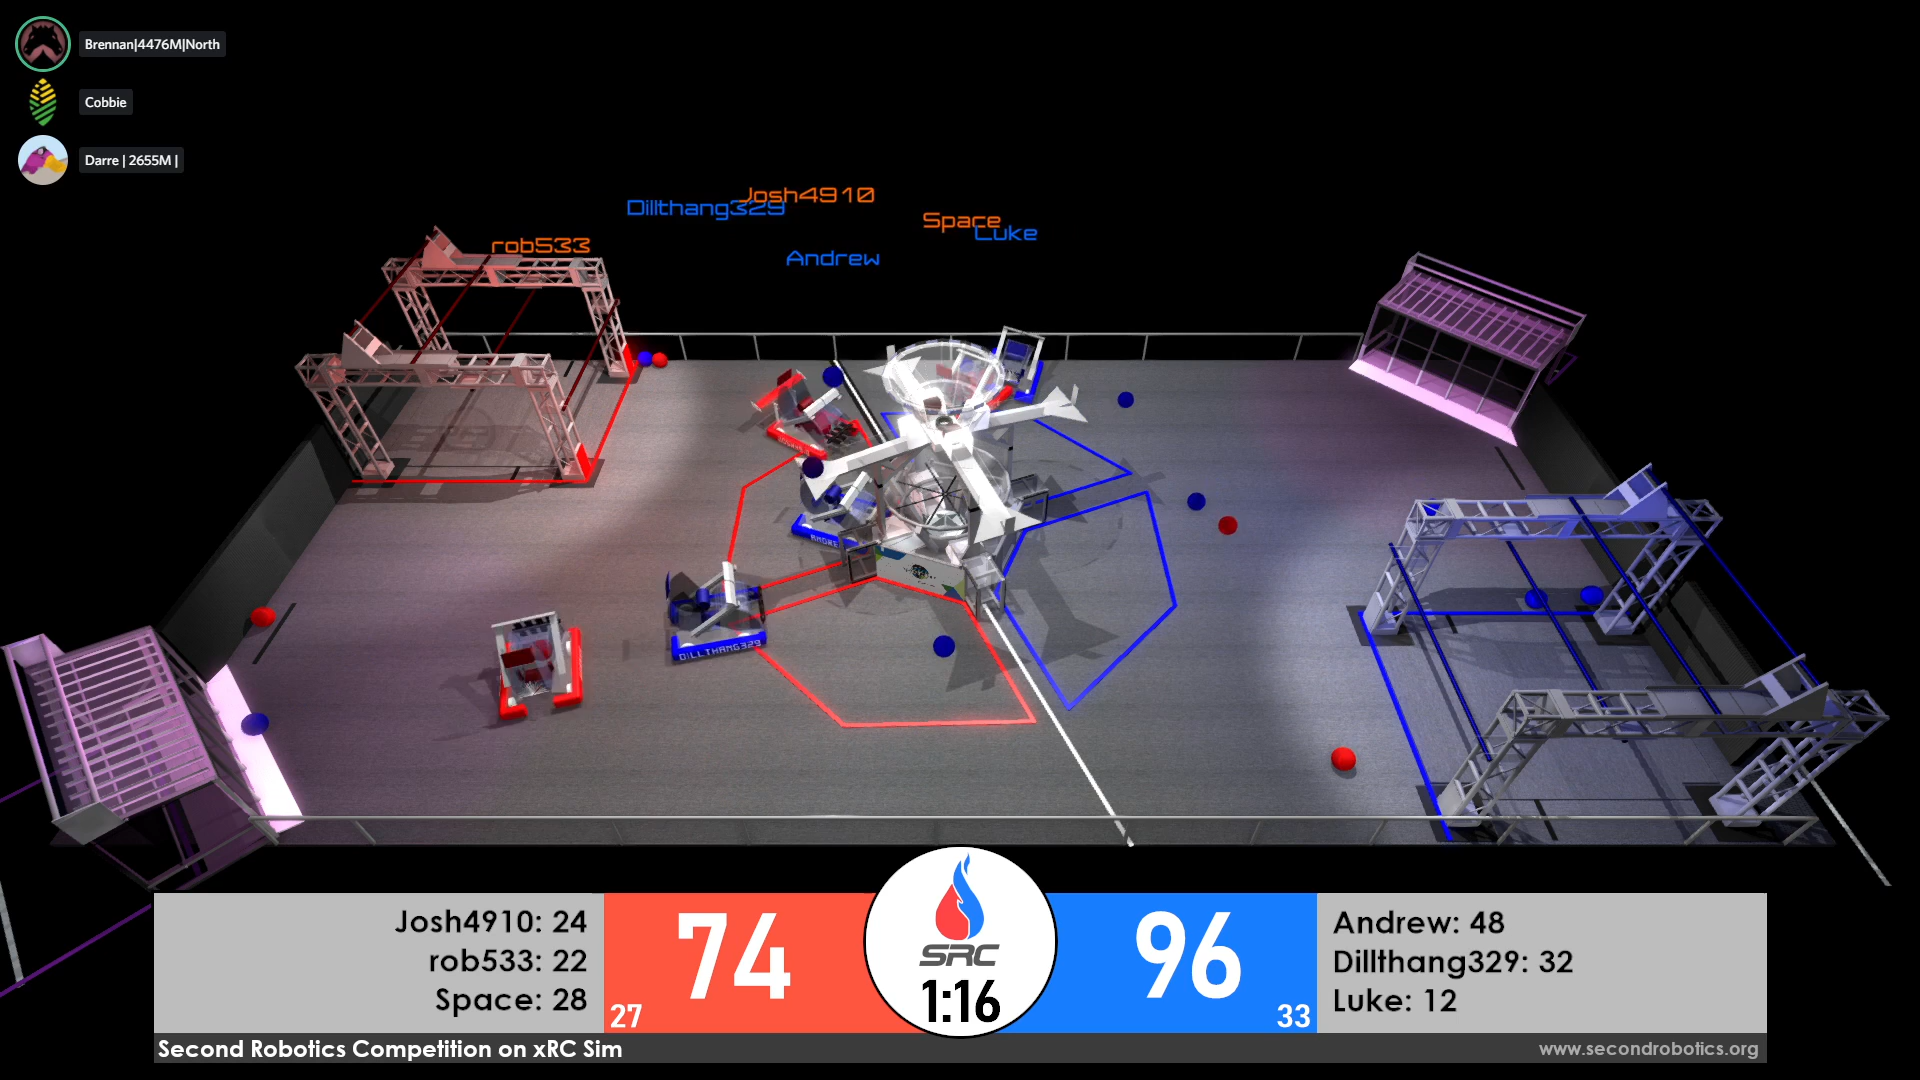 Brennan|4476M|North
Cobbie
Darre | 2655M |
Josh4910
Dillthang329
Space
Luke
rob533
Andrew
ANDRE
DILLTHANG329
Josh4910: 24
rob533: 22
Space: 28
74
27
SRC
1:16
96
33
Andrew: 48
Dillthang329: 32
Luke: 12
Second Robotics Competition on xRC Sim
www.secondrobotics.org